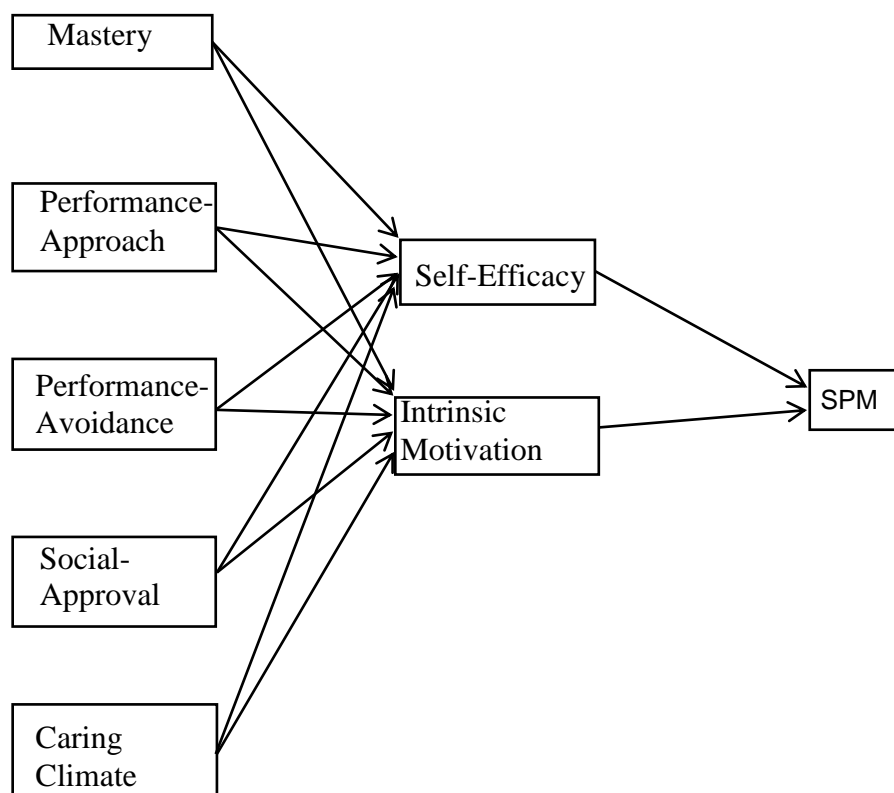 Mastery
Performance-
Approach
Self-Efficacy
Performance-
Avoidance
Intrinsic
Motivation
SPM
Social-
Approval
Caring
Climate